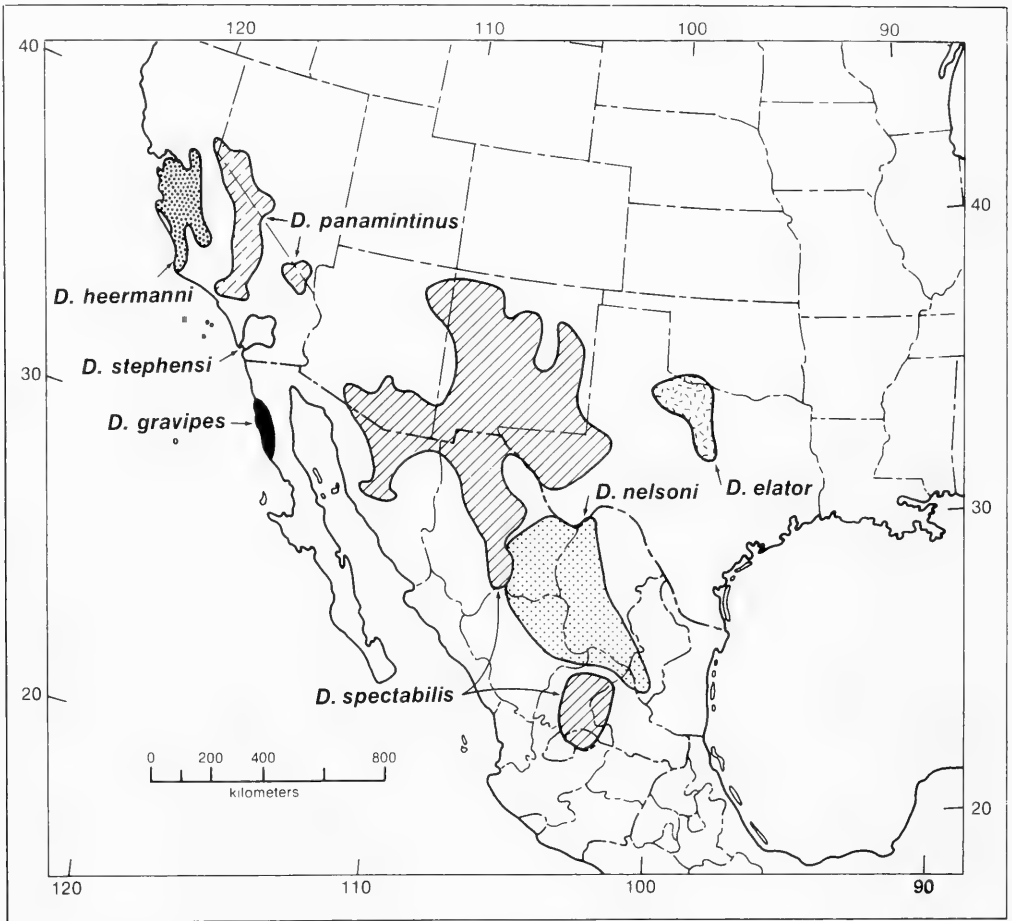 120 110 100 90
40
40
D. panamintinus
D. heermanni
30
D. stephensi
D. gravipes
D. nelsoni
D. elator
30
20
D. spectabilis
0 200 400 800
kilometers
20
120 110 100 90